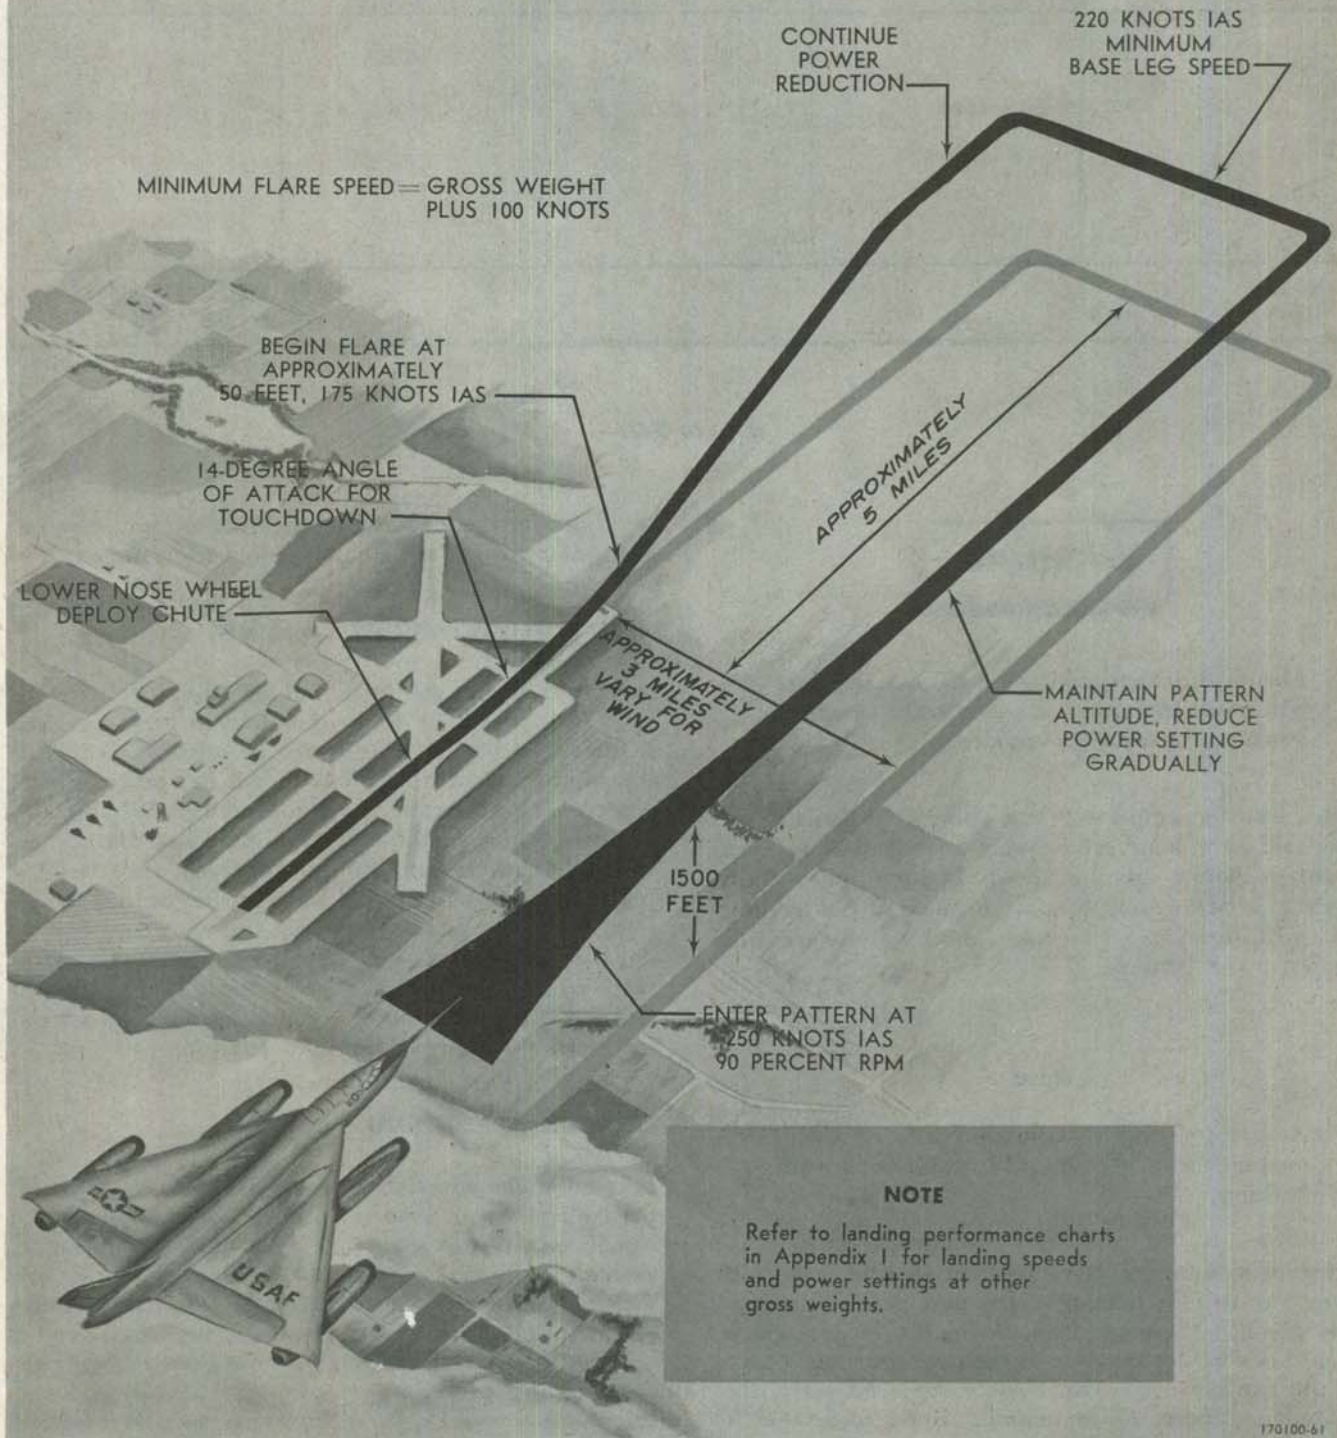 220 KNOTS IAS
MINIMUM
BASE LEG SPEED
CONTINUE
POWER
REDUCTION
MINIMUM FLARE SPEED = GROSS WEIGHT
PLUS 100 KNOTS
BEGIN FLARE AT
APPROXIMATELY
50 FEET, 175 KNOTS IAS
14-DEGREE ANGLE
OF ATTACK FOR
TOUCHDOWN
LOWER NOSE WHEEL
DEPLOY CHUTE
APPROXIMATELY
5 MILES
APPROXIMATELY
3 MILES
VARY FOR
WIND
MAINTAIN PATTERN
ALTITUDE, REDUCE
POWER SETTING
GRADUALLY
1500
FEET
ENTER PATTERN AT
250 KNOTS IAS
90 PERCENT RPM
USAF
NOTE
Refer to landing performance charts
in Appendix I for landing speeds
and power settings at other
gross weights.
170100-61